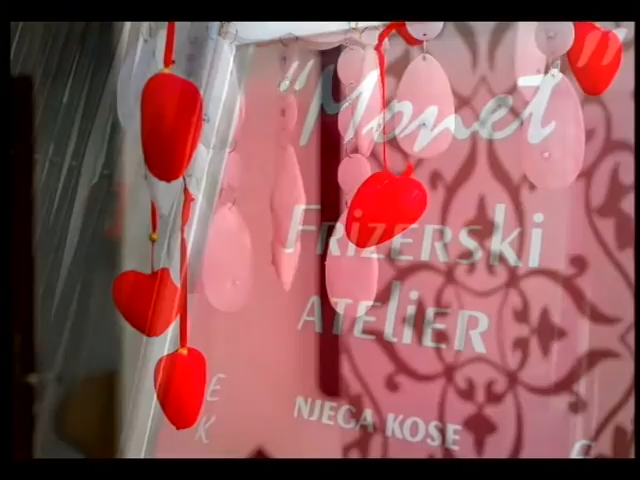 "Monet"
Frizerski
atelier
NJEGA KOSE
E
K